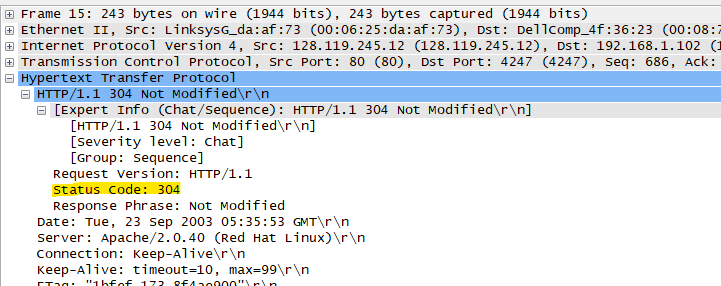 Frame 15: 243 bytes on wire (1944 bits), 243 bytes captured (1944 bits)
Ethernet II, Src: LinksysG_da:af:73 (00:06:25:da:af:73), Dst: DellComp_4f:36:23 (00:08:7
Internet Protocol Version 4, Src: 128.119.245.12 (128.119.245.12), Dst: 192.168.1.102 (1
Transmission Control Protocol, Src Port: 80 (80), Dst Port: 4247 (4247), Seq: 686, Ack:
Hypertext Transfer Protocol
HTTP/1.1 304 Not Modified\r\n
[Expert Info (Chat/Sequence): HTTP/1.1 304 Not Modified\r\n]
[HTTP/1.1 304 Not Modified\r\n]
[Severity level: Chat]
[Group: Sequence]
Request Version: HTTP/1.1
Status Code: 304
Response Phrase: Not Modified
Date: Tue, 23 Sep 2003 05:35:53 GMT\r\n
Server: Apache/2.0.40 (Red Hat Linux)\r\n
Connection: Keep-Alive\r\n
Keep-Alive: timeout=10, max=99\r\n
ETag: "1bfef-173-8f4ae900"\r\n